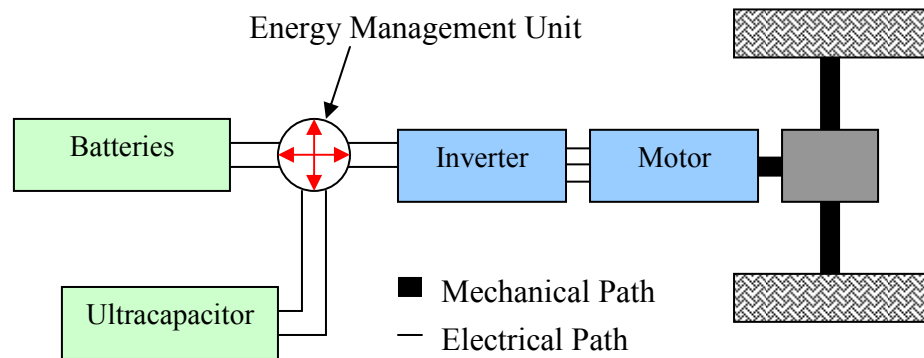 Energy Management Unit
Batteries
Inverter
Motor
Ultracapacitor
Mechanical Path
Electrical Path